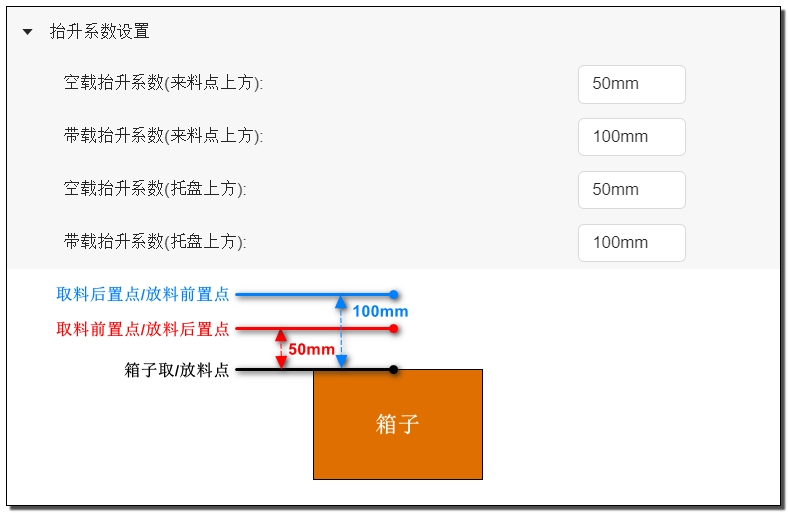 抬升系数设置
空载抬升系数(来料点上方): 50mm
带载抬升系数(来料点上方): 100mm
空载抬升系数(托盘上方): 50mm
带载抬升系数(托盘上方): 100mm
取料后置点/放料前置点
100mm
取料前置点/放料后置点
50mm
箱子取/放料点
箱子